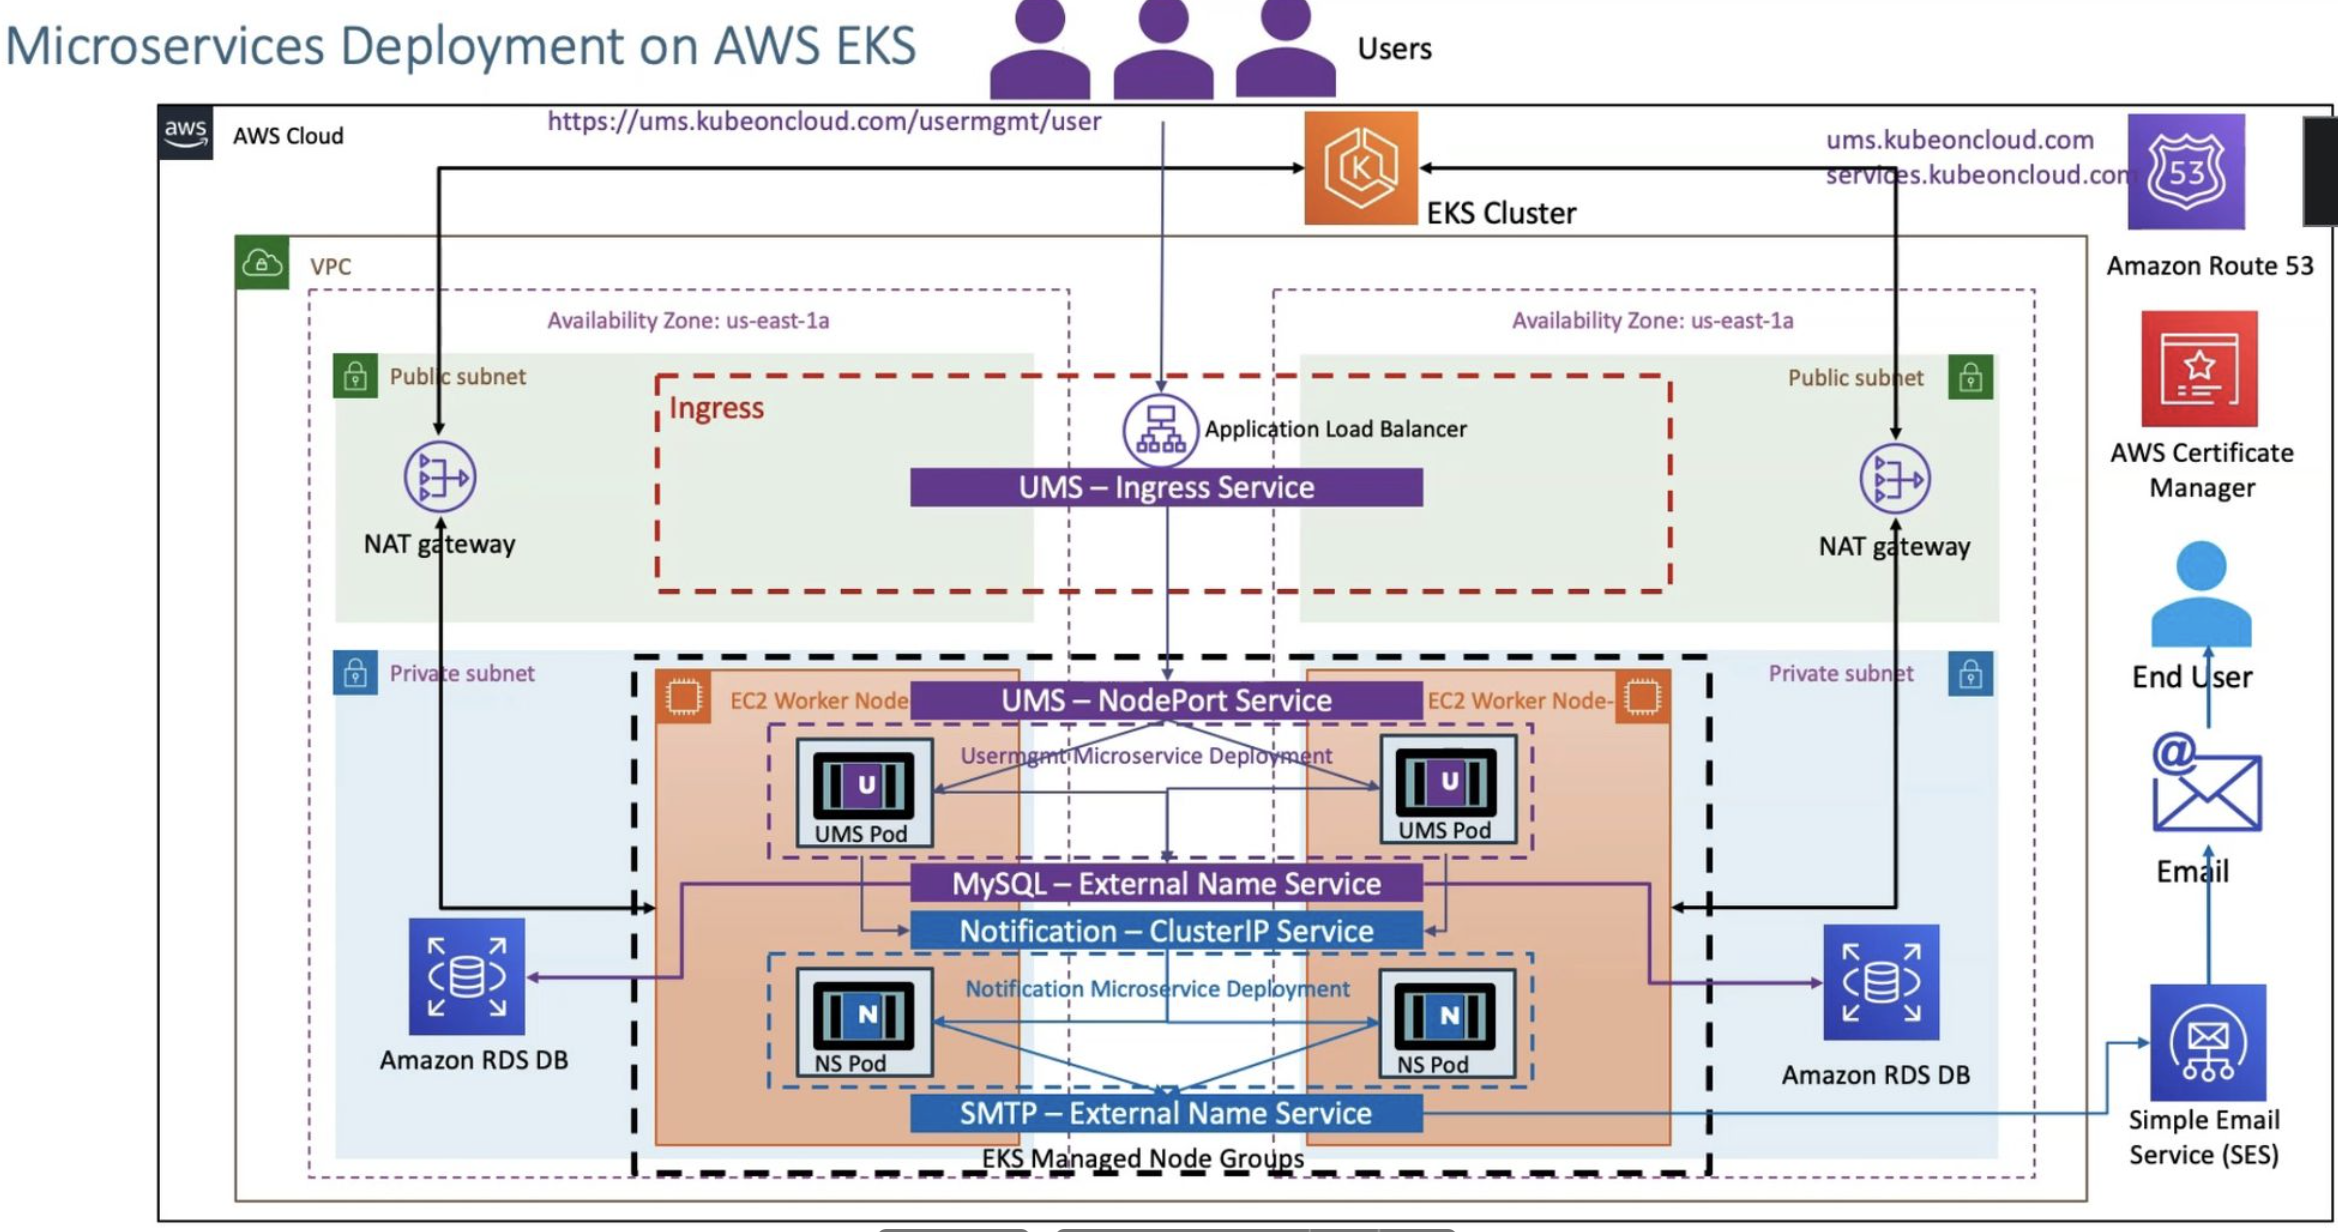 Microservices Deployment on AWS EKS
Users
aws
AWS Cloud
https://ums.kubeoncloud.com/usermgmt/user
K
EKS Cluster
ums.kubeoncloud.com
services.kubeoncloud.com
53
Amazon Route 53
VPC
Availability Zone: us-east-1a
Availability Zone: us-east-1a
Public subnet
Public subnet
Ingress
Application Load Balancer
UMS – Ingress Service
NAT gateway
NAT gateway
AWS Certificate
Manager
Private subnet
Private subnet
EC2 Worker Node
UMS – NodePort Service
EC2 Worker Node-
End User
Usermgmt Microservice Deployment
U
UMS Pod
U
UMS Pod
@
Email
MySQL – External Name Service
Notification – ClusterIP Service
Notification Microservice Deployment
N
NS Pod
N
NS Pod
Amazon RDS DB
Amazon RDS DB
SMTP – External Name Service
Simple Email
Service (SES)
EKS Managed Node Groups